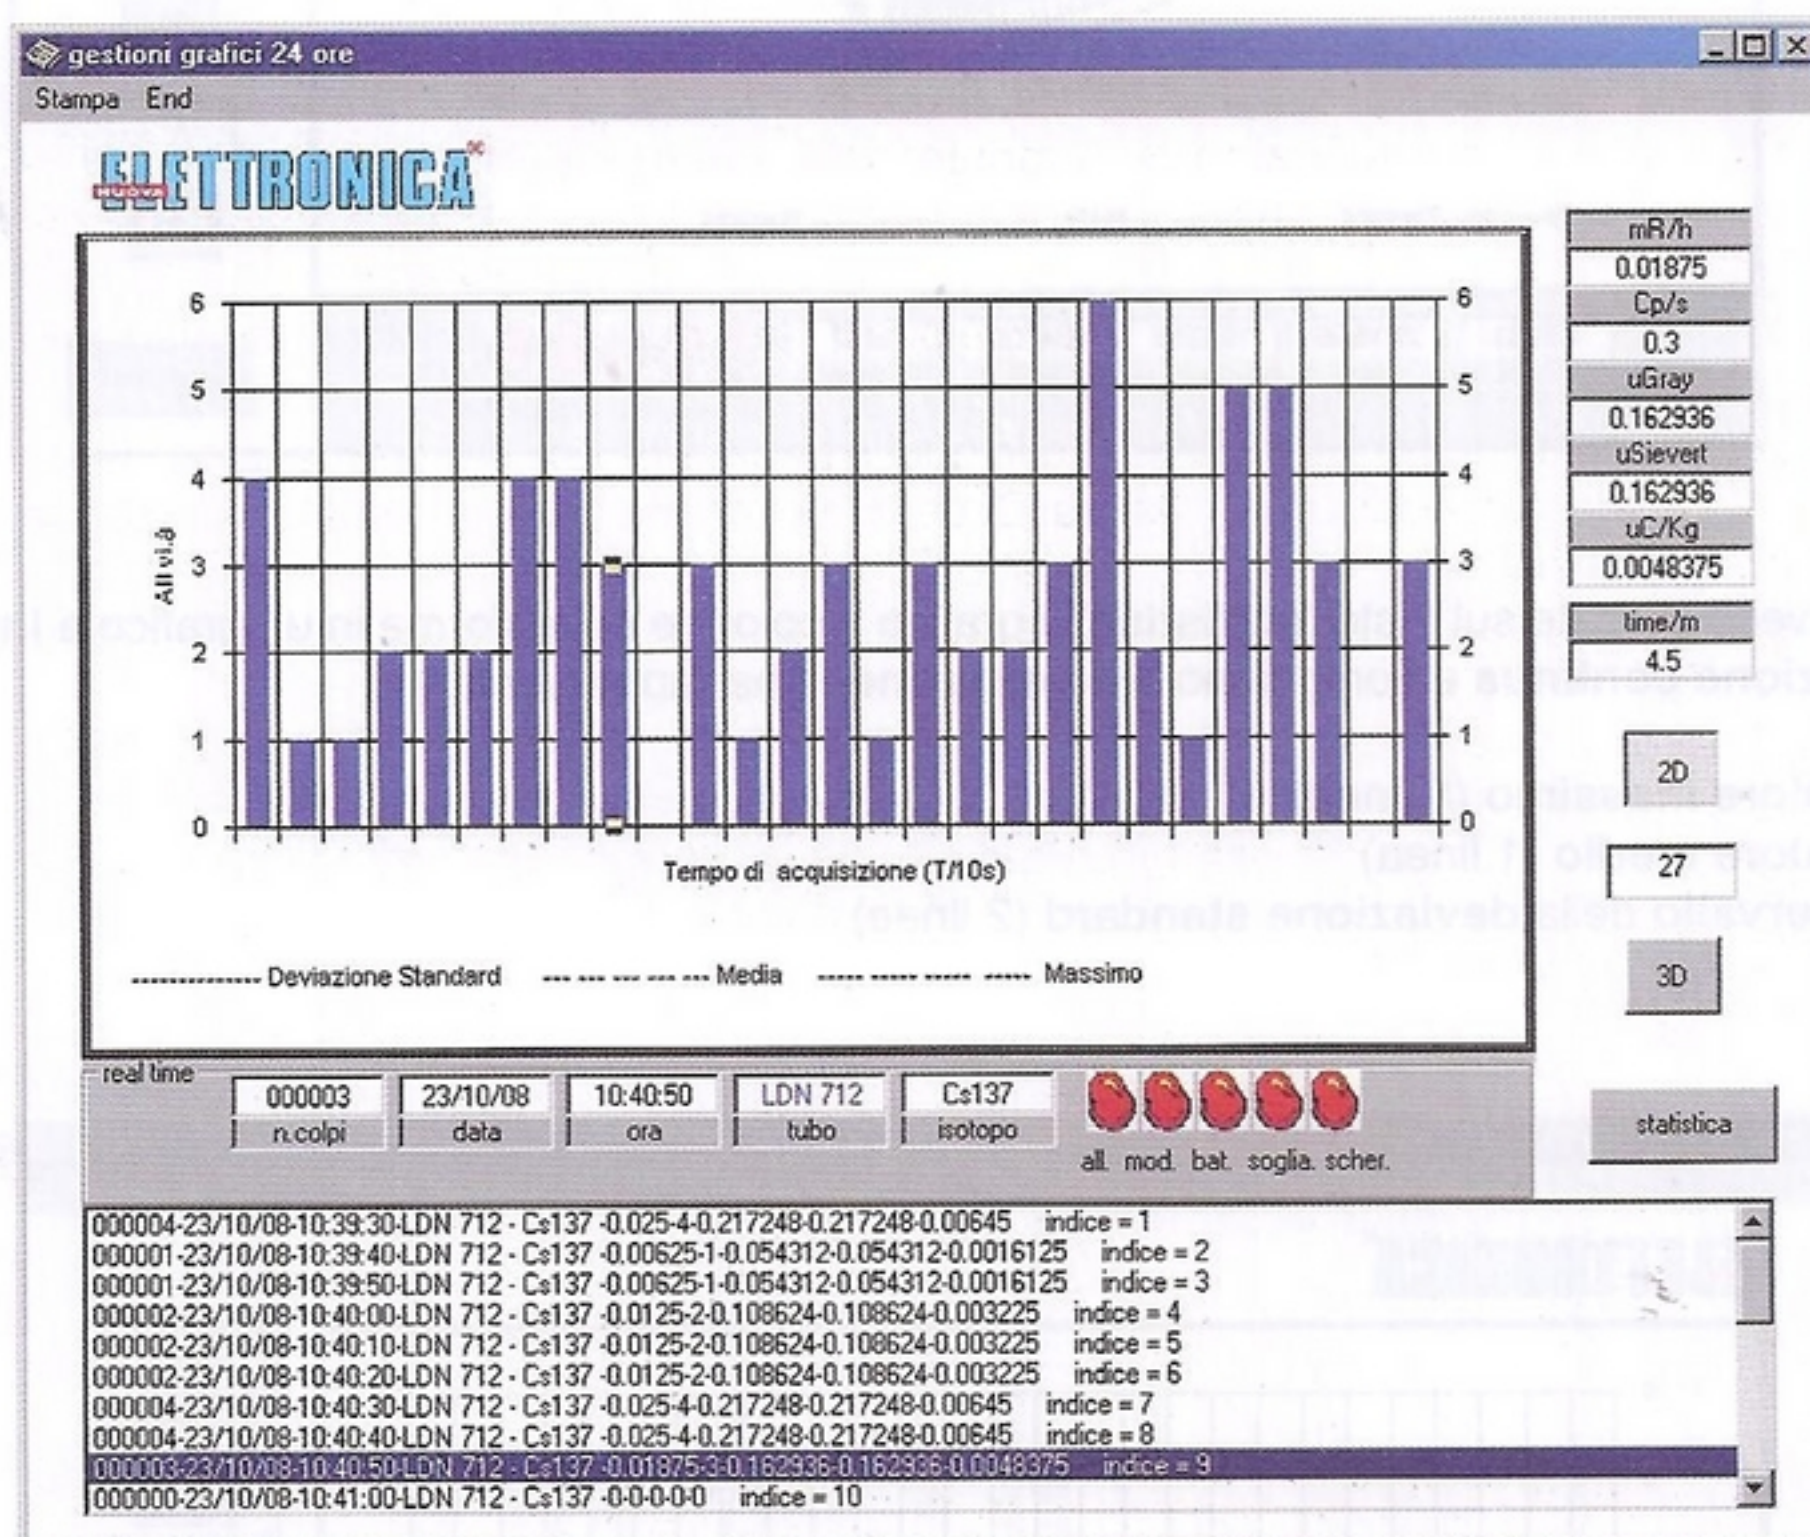 gestioni grafici 24 ore
Stampa End
NUOVA ELETTRONICA
mR/h
0.01875
Cp/s
0.3
uGray
0.162936
uSievert
0.162936
uC/Kg
0.0048375
time/m
4.5
2D
27
3D
statistica
6
5
4
3
2
1
0
6
5
4
3
2
1
0
Tempo di acquisizione (T/10s)
Deviazione Standard Media Massimo
real time
000003 23/10/08 10:40:50 LDN 712 Cs137
n.colpi data ora tubo isotopo
all. mod. bat. soglia. scher.
000004-23/10/08-10:39:30-LDN 712 - Cs137 -0.025-4-0.217248-0.217248-0.00645 indice = 1
000001-23/10/08-10:39:40-LDN 712 - Cs137 -0.00625-1-0.054312-0.054312-0.0016125 indice = 2
000001-23/10/08-10:39:50-LDN 712 - Cs137 -0.00625-1-0.054312-0.054312-0.0016125 indice = 3
000002-23/10/08-10:40:00-LDN 712 - Cs137 -0.0125-2-0.108624-0.108624-0.003225 indice = 4
000002-23/10/08-10:40:10-LDN 712 - Cs137 -0.0125-2-0.108624-0.108624-0.003225 indice = 5
000002-23/10/08-10:40:20-LDN 712 - Cs137 -0.0125-2-0.108624-0.108624-0.003225 indice = 6
000004-23/10/08-10:40:30-LDN 712 - Cs137 -0.025-4-0.217248-0.217248-0.00645 indice = 7
000004-23/10/08-10:40:40-LDN 712 - Cs137 -0.025-4-0.217248-0.217248-0.00645 indice = 8
000003-23/10/08-10:40:50-LDN 712 - Cs137 -0.01875-3-0.162936-0.162936-0.0048375 indice = 9
000000-23/10/08-10:41:00-LDN 712 - Cs137 -0-0-0-0-0 indice = 10